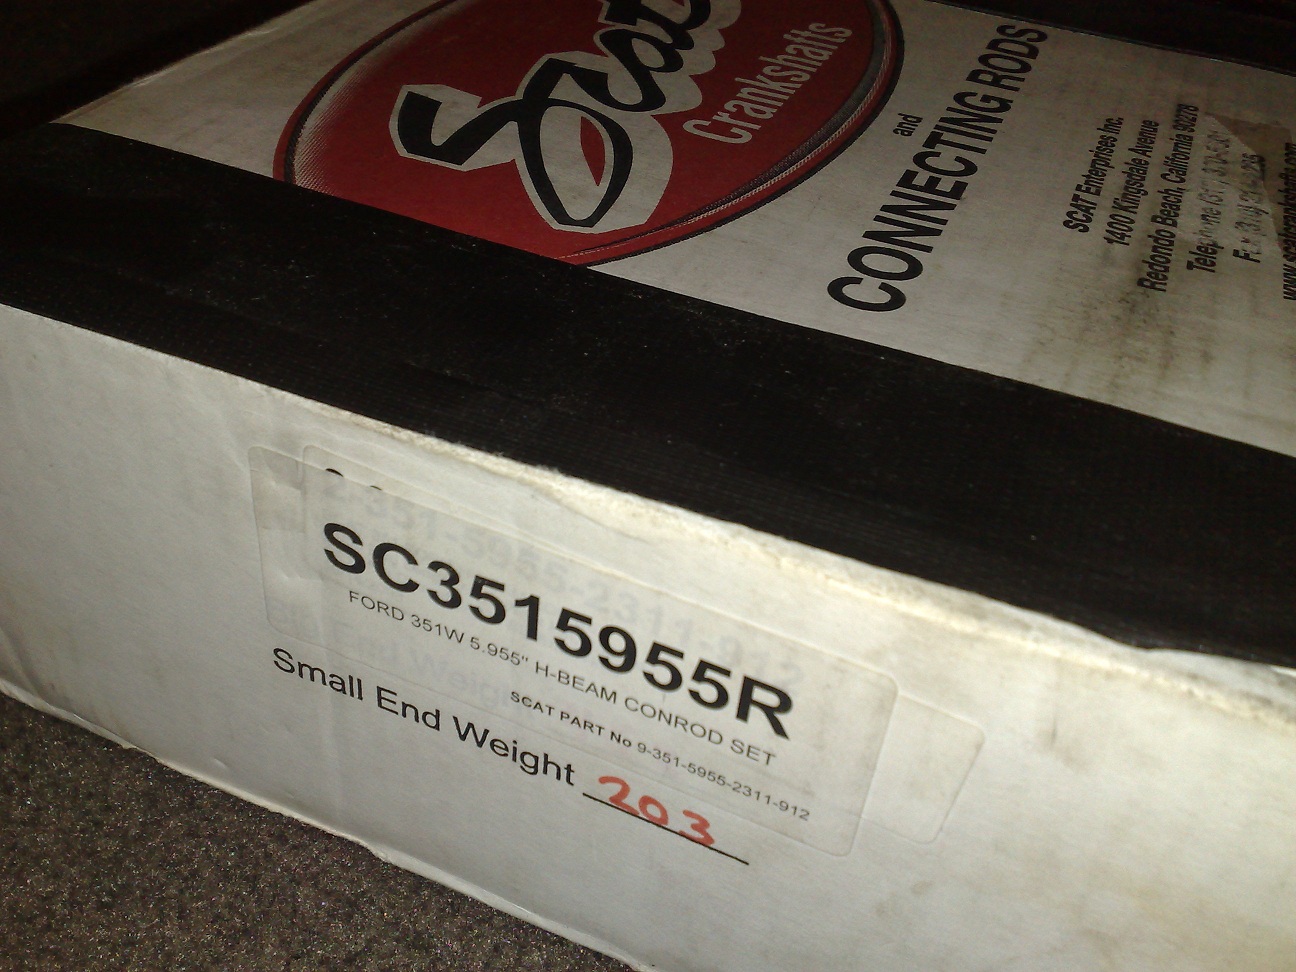 Scat
Crankshafts
and
CONNECTING RODS
SCAT Enterprises Inc.
1400 Kingsdale Avenue
Redondo Beach, California 90278
SC3515955R
FORD 351W 5.955" H-BEAM CONROD SET
SCAT PART No 9-351-5955-2311-912
Small End Weight 203